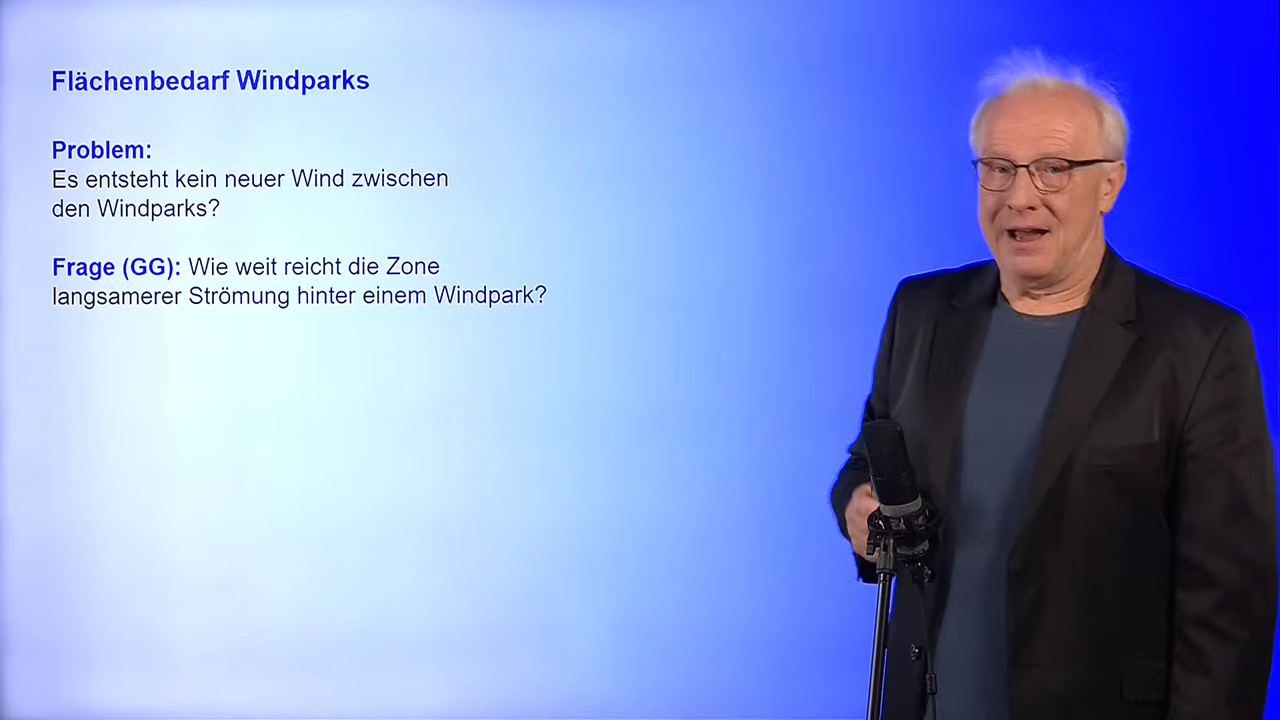 Flächenbedarf Windparks
Problem:
Es entsteht kein neuer Wind zwischen
den Windparks?
Frage (GG): Wie weit reicht die Zone
langsamerer Strömung hinter einem Windpark?